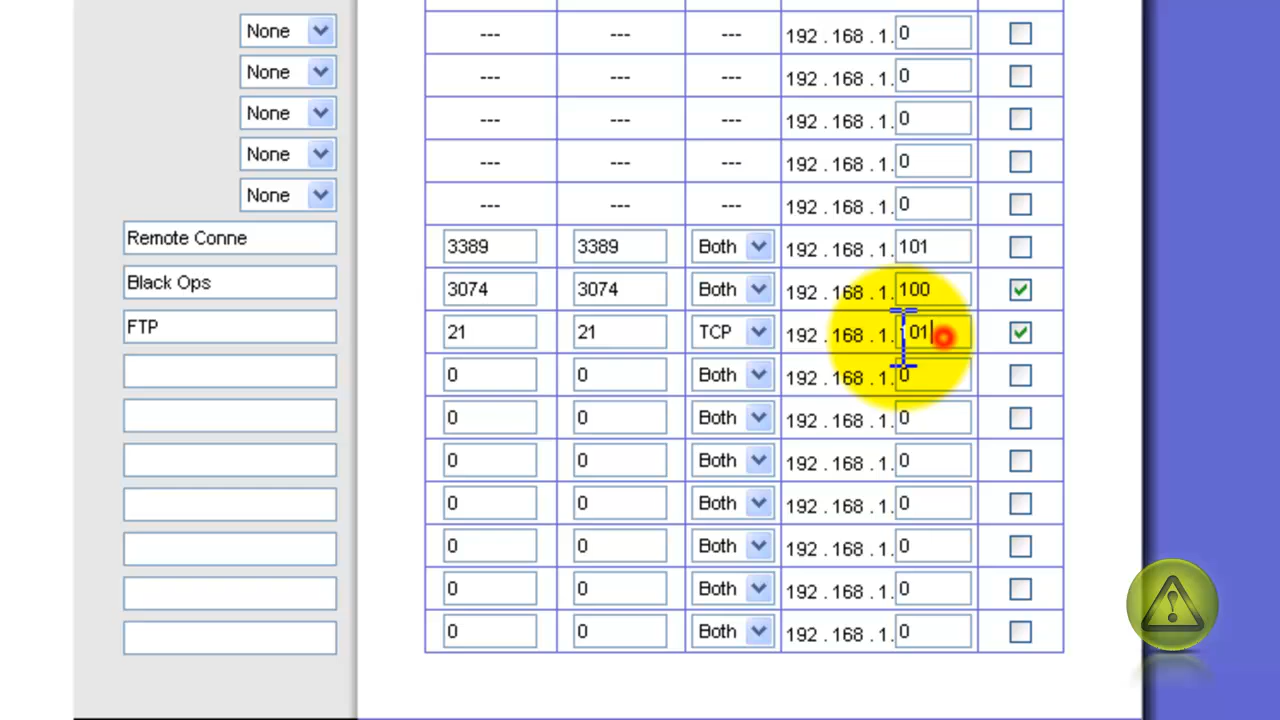 None --- --- --- 192 . 168 . 1. 0
None --- --- --- 192 . 168 . 1. 0
None --- --- --- 192 . 168 . 1. 0
None --- --- --- 192 . 168 . 1. 0
None --- --- --- 192 . 168 . 1. 0
Remote Conne 3389 3389 Both 192 . 168 . 1. 101
Black Ops 3074 3074 Both 192 . 168 . 1. 100
FTP 21 21 TCP 192 . 168 . 1. 101
0 0 Both 192 . 168 . 1. 0
0 0 Both 192 . 168 . 1. 0
0 0 Both 192 . 168 . 1. 0
0 0 Both 192 . 168 . 1. 0
0 0 Both 192 . 168 . 1. 0
0 0 Both 192 . 168 . 1. 0
0 0 Both 192 . 168 . 1. 0